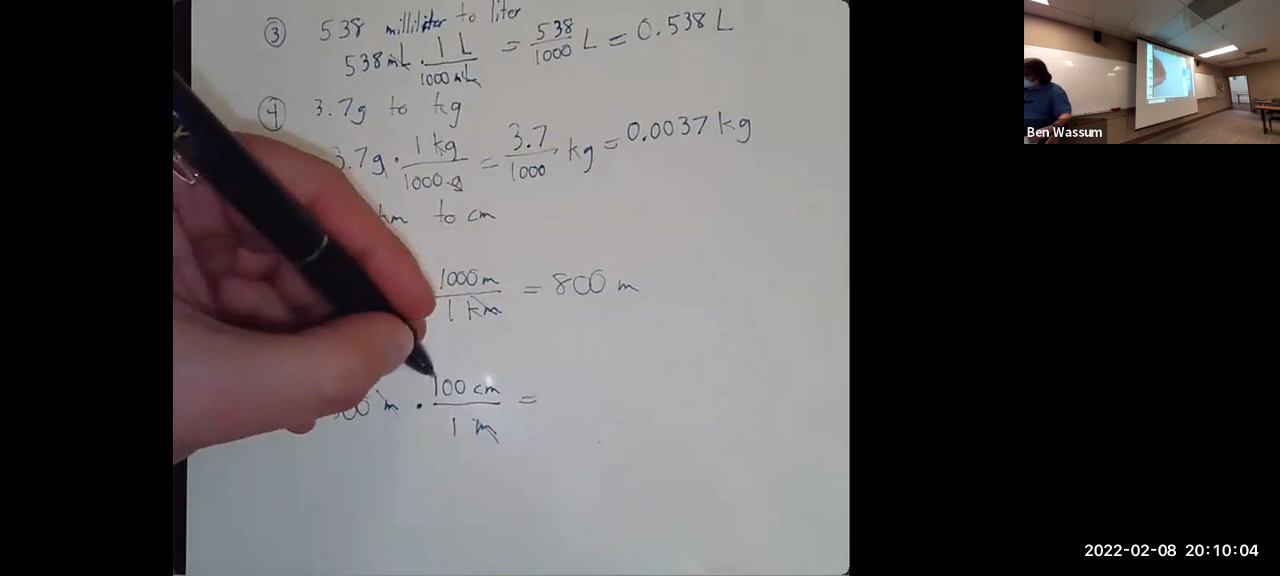 ③ 538 milliliter to liter
538 mL · 1 L / 1000 mL = 538 / 1000 L = 0.538 L
④ 3.7g to kg
3.7g · 1 kg / 1000 g = 3.7 / 1000 · kg = 0.0037 kg
km to cm
1000 m / 1 km = 800 m
m · 100 cm / 1 m =
Ben Wassum
2022-02-08 20:10:04